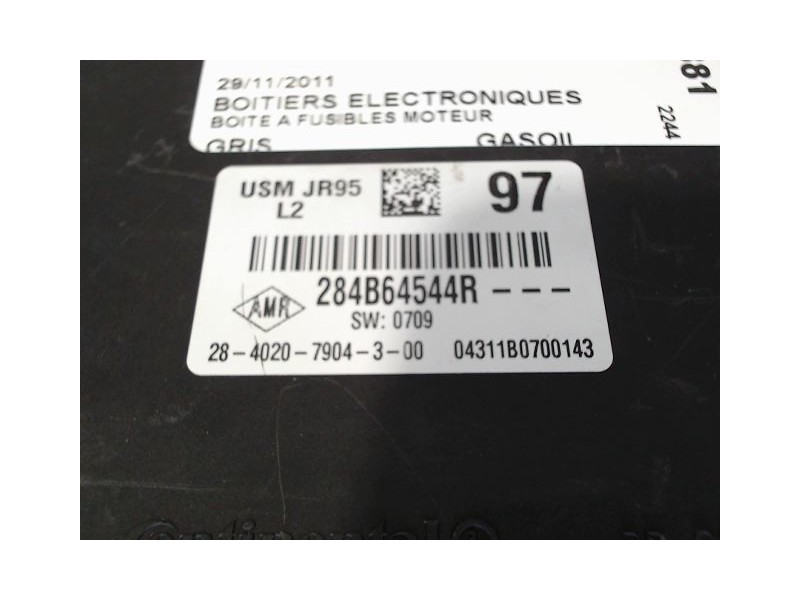 29/11/2011
BOITIERS ELECTRONIQUES
BOITE A FUSIBLES MOTEUR
GRIS GASOIL
2244
USM JR95 97
L2
284B64544R - - -
AMR
SW: 0709
28-4020-7904-3-00 04311B0700143
Continental